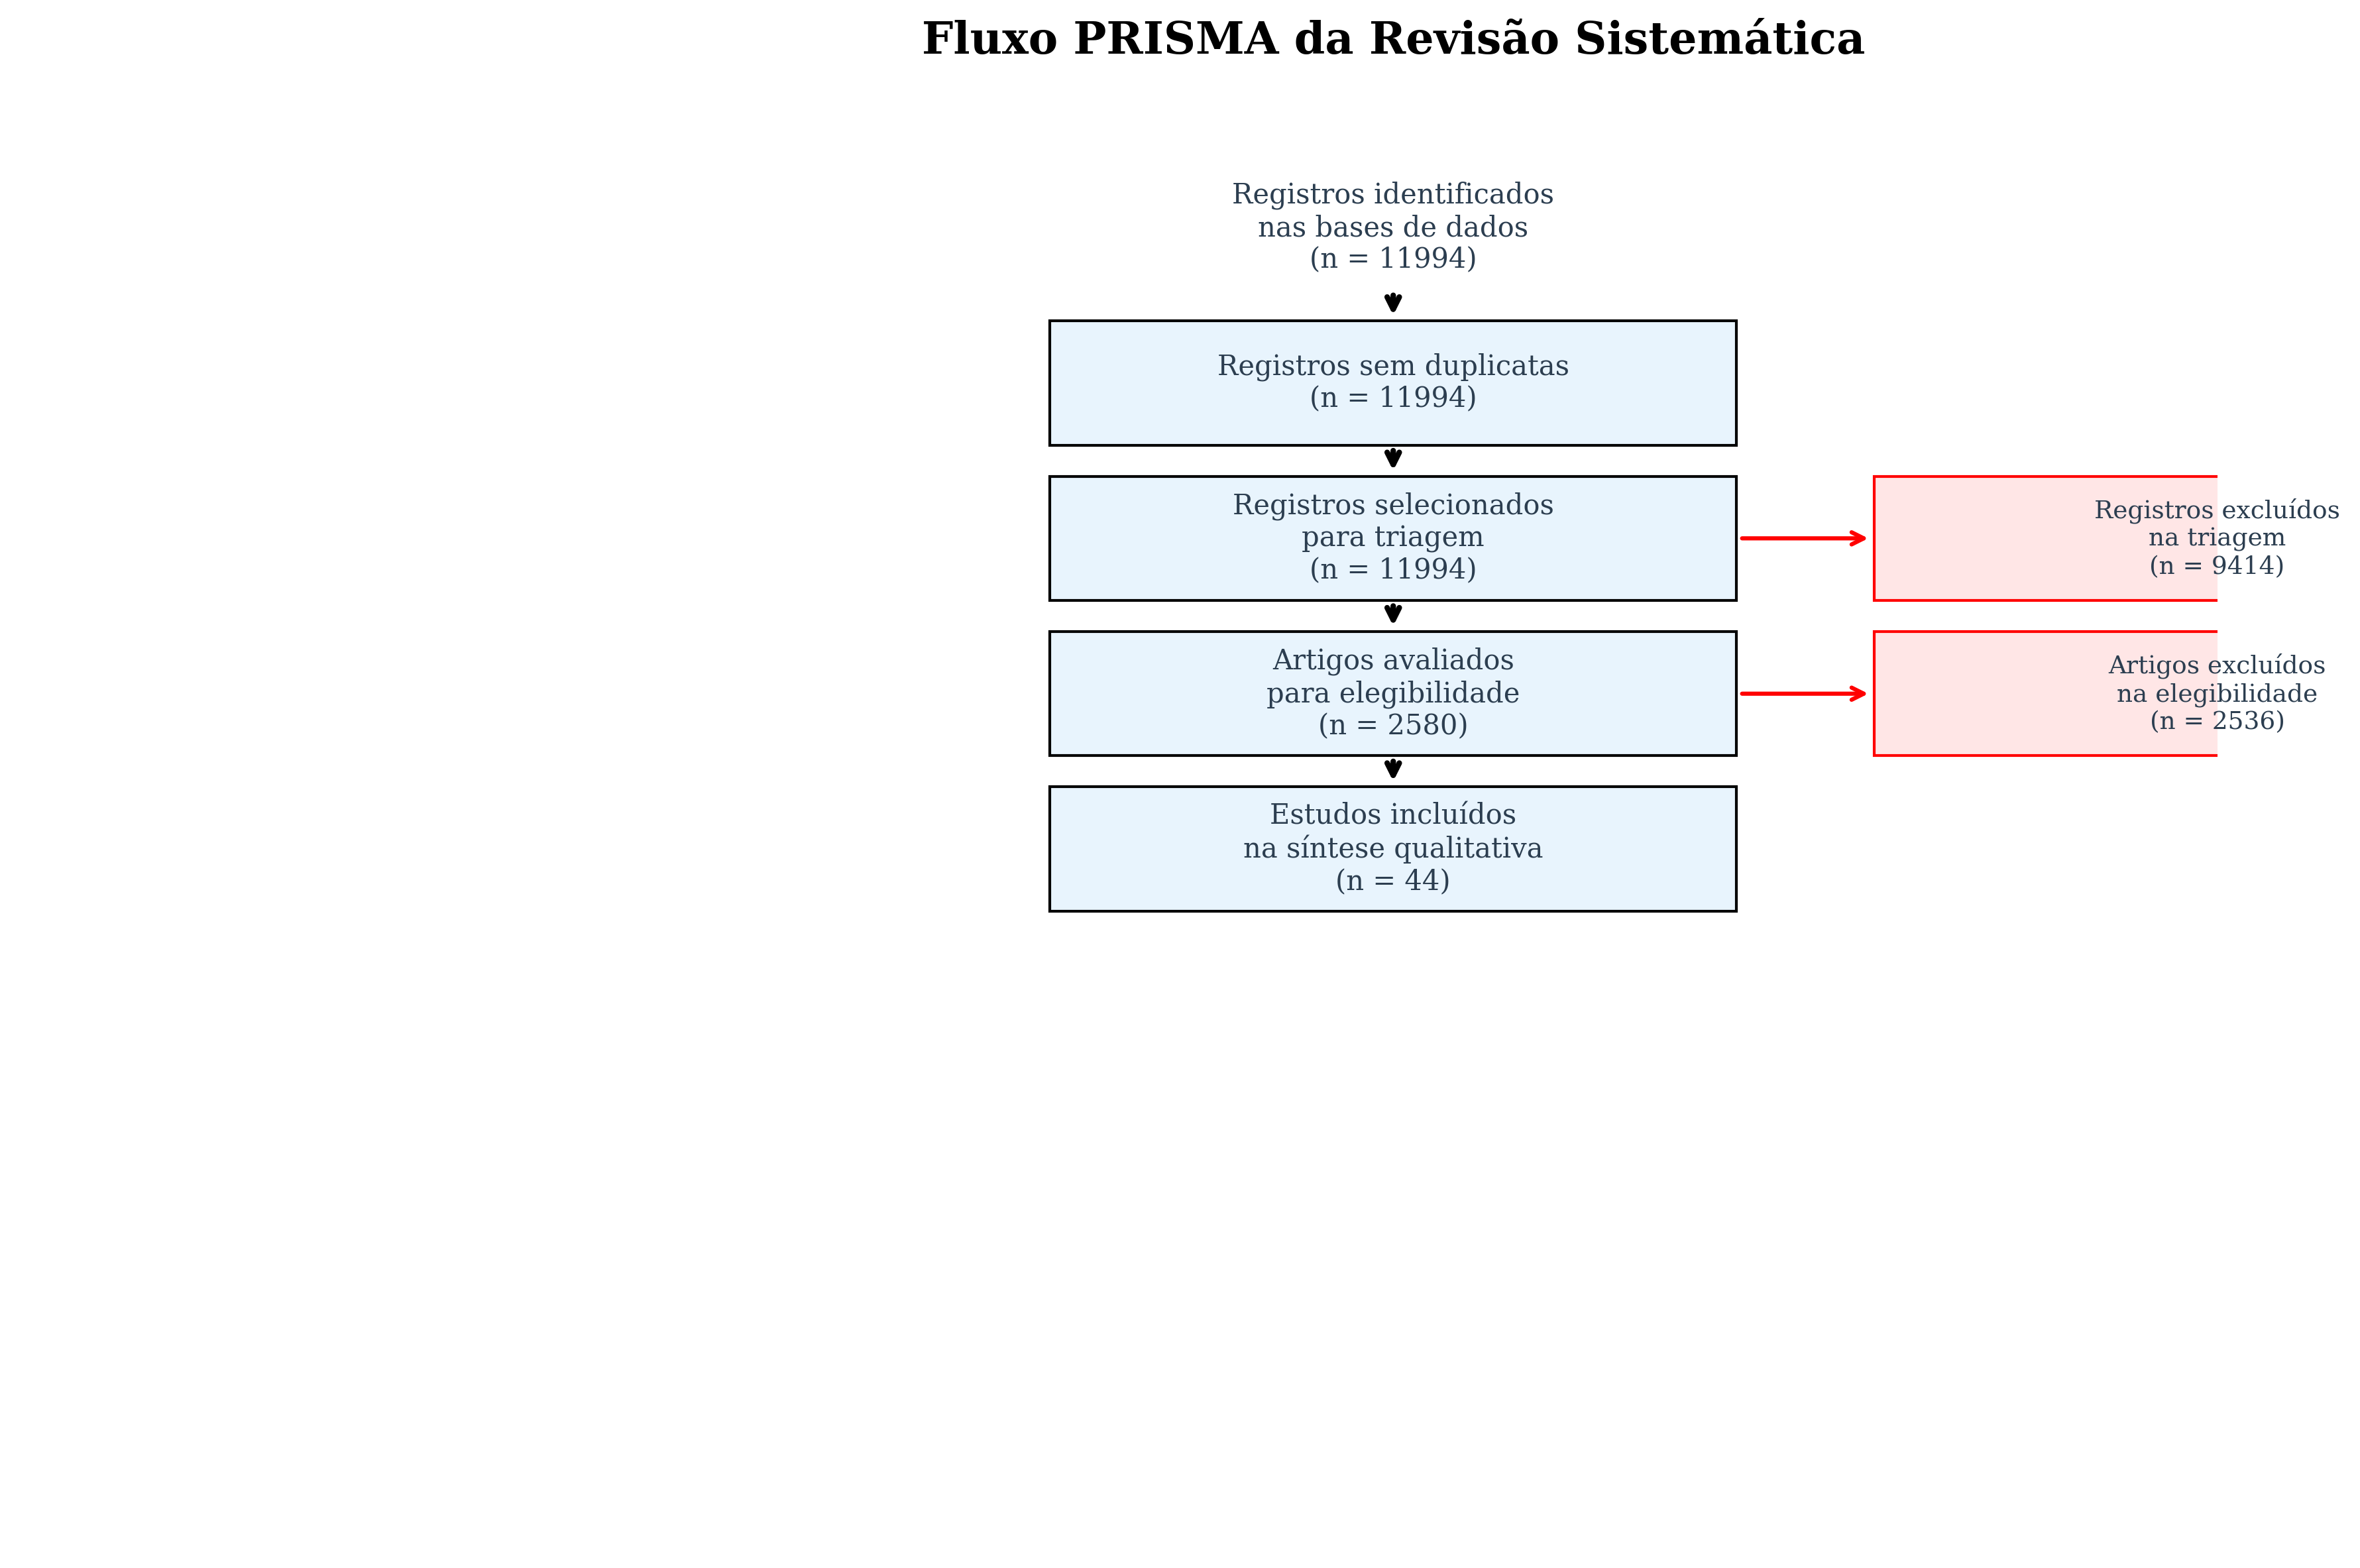 Fluxo PRISMA da Revisão Sistemática
Registros identificados
nas bases de dados
(n = 11994)
Registros sem duplicatas
(n = 11994)
Registros selecionados
para triagem
(n = 11994)
Registros excluídos
na triagem
(n = 9414)
Artigos avaliados
para elegibilidade
(n = 2580)
Artigos excluídos
na elegibilidade
(n = 2536)
Estudos incluídos
na síntese qualitativa
(n = 44)